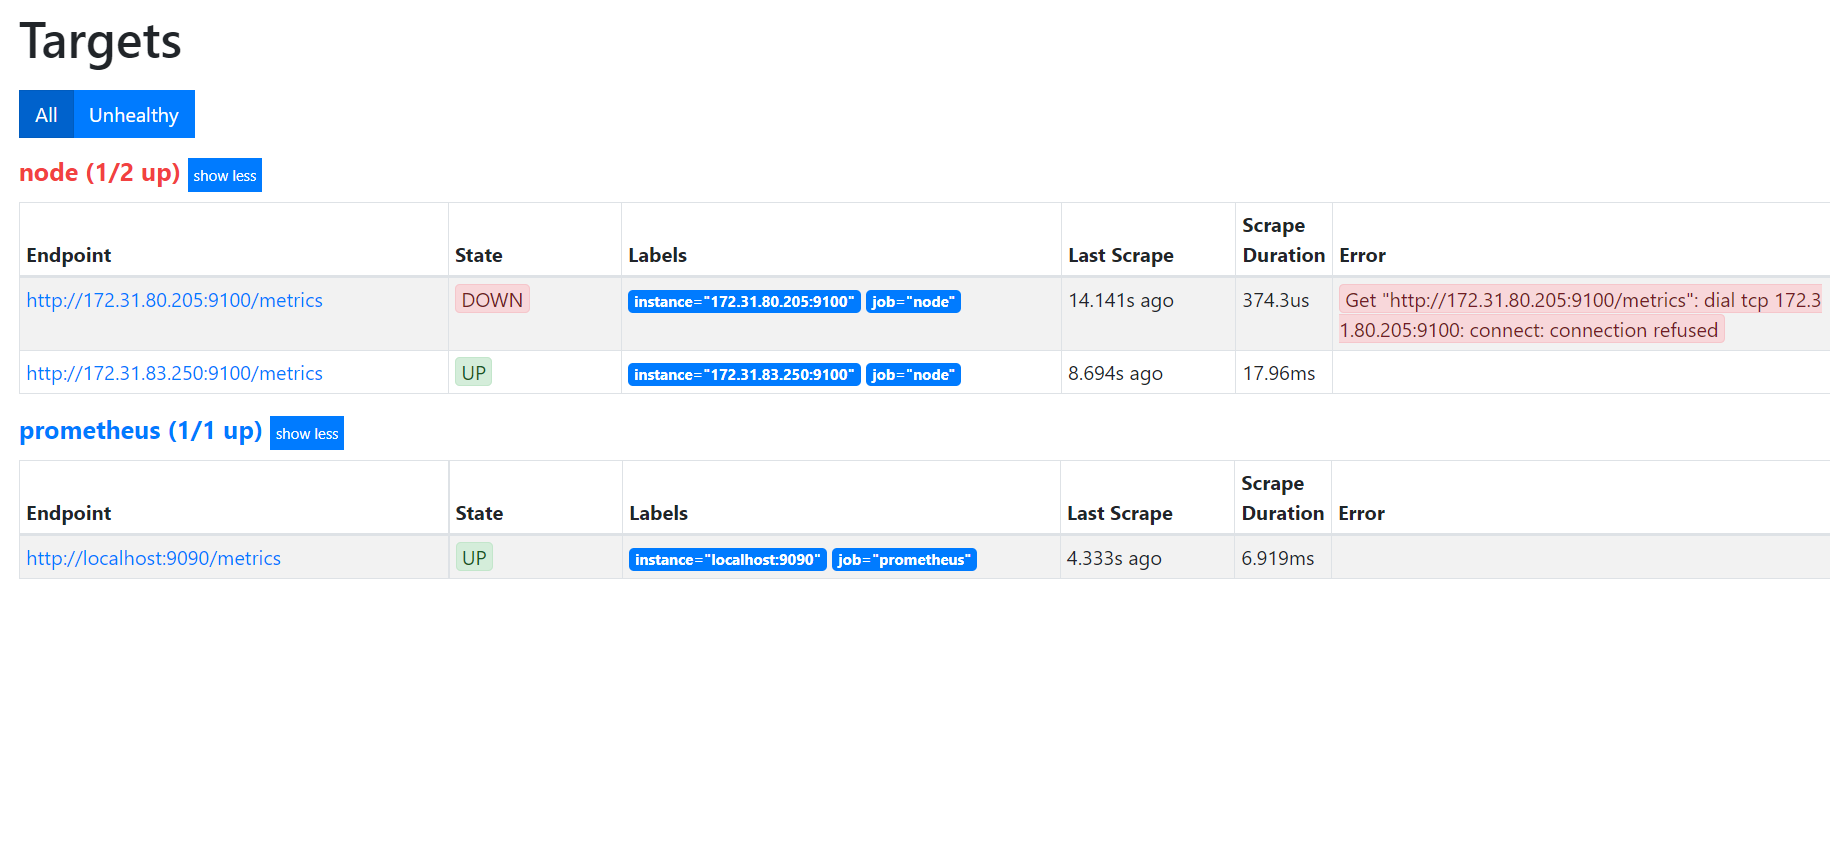 Targets
All Unhealthy
node (1/2 up) show less
Endpoint State Labels Last Scrape Scrape Duration Error
http://172.31.80.205:9100/metrics DOWN instance="172.31.80.205:9100" job="node" 14.141s ago 374.3us Get "http://172.31.80.205:9100/metrics": dial tcp 172.3
1.80.205:9100: connect: connection refused
http://172.31.83.250:9100/metrics UP instance="172.31.83.250:9100" job="node" 8.694s ago 17.96ms
prometheus (1/1 up) show less
Endpoint State Labels Last Scrape Scrape Duration Error
http://localhost:9090/metrics UP instance="localhost:9090" job="prometheus" 4.333s ago 6.919ms